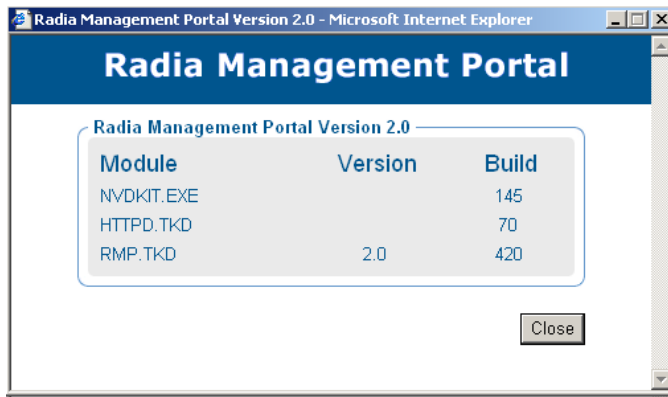 Radia Management Portal Version 2.0 - Microsoft Internet Explorer
Radia Management Portal
Radia Management Portal Version 2.0
Module Version Build
NVDKIT.EXE 145
HTTPD.TKD 70
RMP.TKD 2.0 420
Close